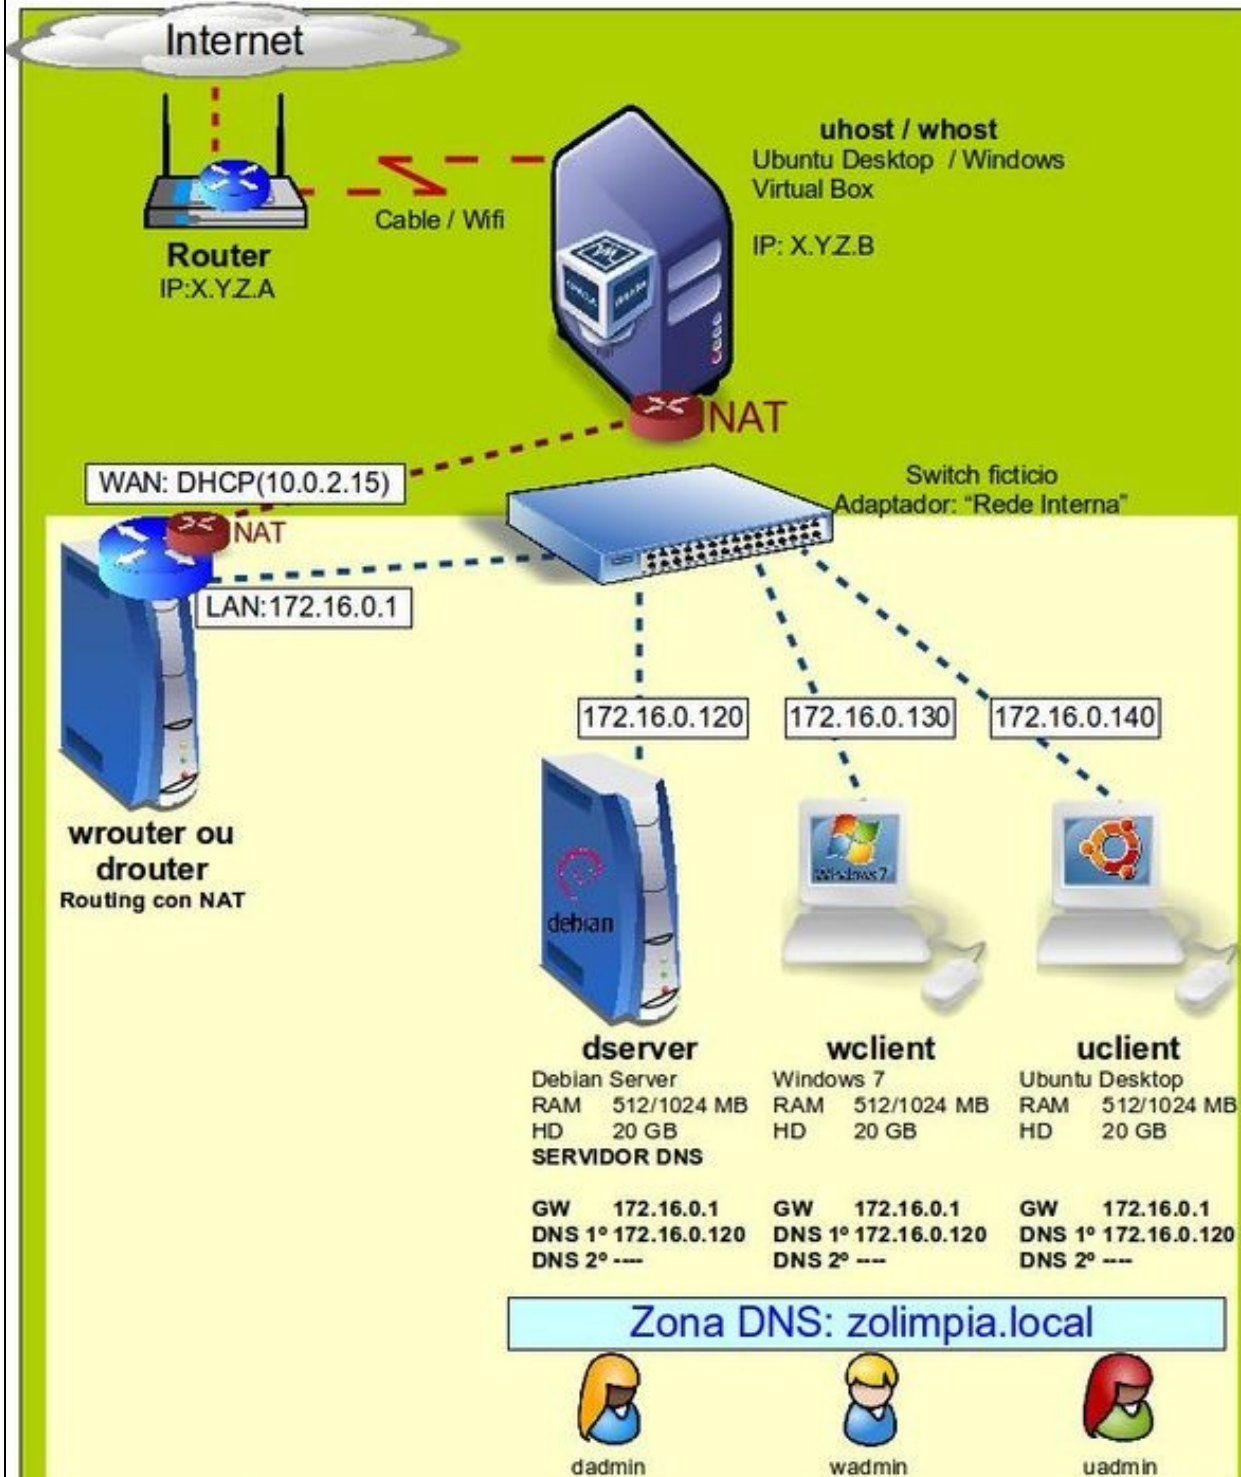 Internet
uhost / whost
Ubuntu Desktop / Windows
Virtual Box
IP: X.Y.Z.B
Cable / Wifi
Router
IP:X.Y.Z.A
NAT
WAN: DHCP(10.0.2.15)
Switch ficticio
Adaptador: "Rede Interna"
NAT
LAN:172.16.0.1
172.16.0.120
172.16.0.130
172.16.0.140
wrouter ou
drouter
Routing con NAT
debian
Windows 7
dserver
Debian Server
RAM 512/1024 MB
HD 20 GB
SERVIDOR DNS
GW 172.16.0.1
DNS 1º 172.16.0.120
DNS 2º ----
wclient
Windows 7
RAM 512/1024 MB
HD 20 GB
GW 172.16.0.1
DNS 1º 172.16.0.120
DNS 2º ----
uclient
Ubuntu Desktop
RAM 512/1024 MB
HD 20 GB
GW 172.16.0.1
DNS 1º 172.16.0.120
DNS 2º ----
Zona DNS: zolimpia.local
dadmin
wadmin
uadmin